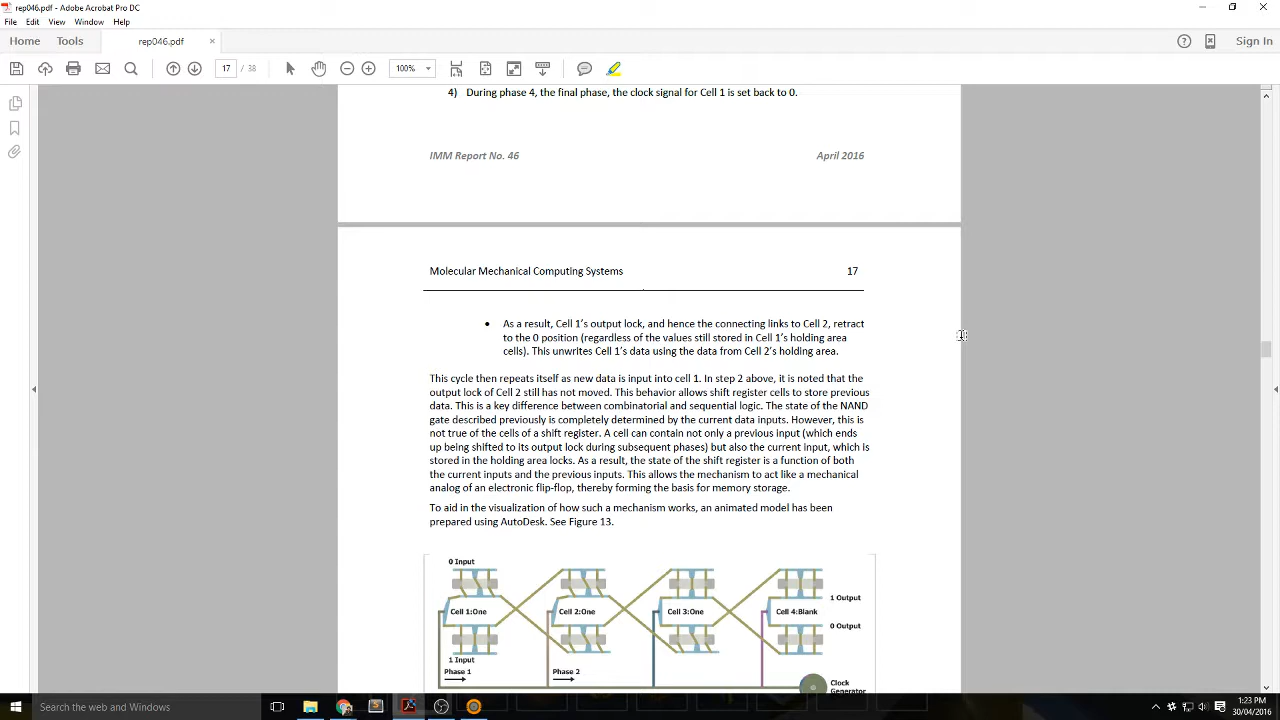 rep046.pdf - Adobe Acrobat Pro DC
File Edit View Window Help
Home Tools rep046.pdf × Sign In
17 / 38 100%
4) During phase 4, the final phase, the clock signal for Cell 1 is set back to 0.
IMM Report No. 46 April 2016
Molecular Mechanical Computing Systems 17
• As a result, Cell 1's output lock, and hence the connecting links to Cell 2, retract
to the 0 position (regardless of the values still stored in Cell 1's holding area
cells). This unwrites Cell 1's data using the data from Cell 2's holding area.
This cycle then repeats itself as new data is input into cell 1. In step 2 above, it is noted that the
output lock of Cell 2 still has not moved. This behavior allows shift register cells to store previous
data. This is a key difference between combinatorial and sequential logic. The state of the NAND
gate described previously is completely determined by the current data inputs. However, this is
not true of the cells of a shift register. A cell can contain not only a previous input (which ends
up being shifted to its output lock during subsequent phases) but also the current input, which is
stored in the holding area locks. As a result, the state of the shift register is a function of both
the current inputs and the previous inputs. This allows the mechanism to act like a mechanical
analog of an electronic flip-flop, thereby forming the basis for memory storage.
To aid in the visualization of how such a mechanism works, an animated model has been
prepared using AutoDesk. See Figure 13.
0 Input
1 Output
Cell 1:One Cell 2:One Cell 3:One Cell 4:Blank
0 Output
1 Input
Phase 1 Phase 2
Clock
Generator
Search the web and Windows
1:23 PM
30/04/2016